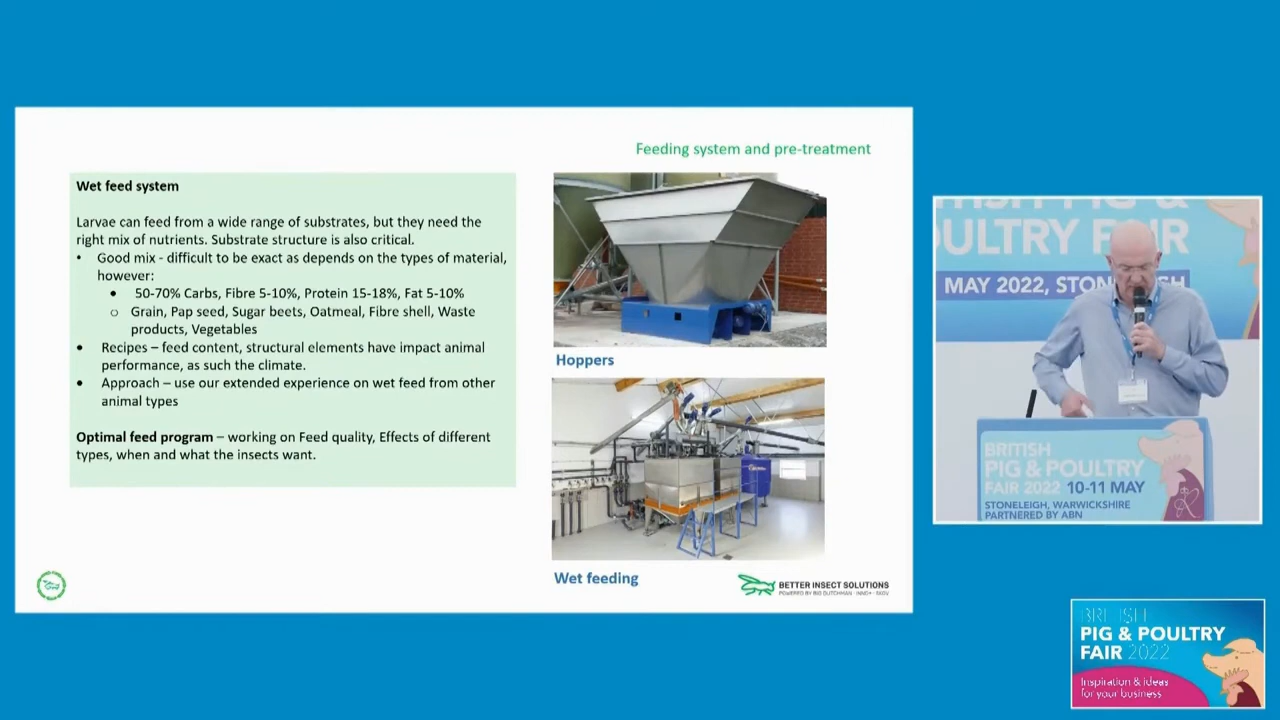 Feeding system and pre-treatment
Wet feed system
Larvae can feed from a wide range of substrates, but they need the
right mix of nutrients. Substrate structure is also critical.
• Good mix - difficult to be exact as depends on the types of material,
however:
• 50-70% Carbs, Fibre 5-10%, Protein 15-18%, Fat 5-10%
○ Grain, Pap seed, Sugar beets, Oatmeal, Fibre shell, Waste
products, Vegetables
• Recipes – feed content, structural elements have impact animal
performance, as such the climate.
• Approach – use our extended experience on wet feed from other
animal types
Optimal feed program – working on Feed quality, Effects of different
types, when and what the insects want.
Hoppers
Wet feeding
BETTER INSECT SOLUTIONS
POWERED BY BIG DUTCHMAN · INNO+ · SKOV
PIG &
ULTRY F IR
MAY 2022, STON SH
BRITISH
PIG & POULTRY
FAIR 2022 10-11 MAY
STONELEIGH, WARWICKSHIRE
PARTNERED BY ABN
BRITISH
PIG & POULTRY
FAIR 2022
Inspiration & ideas
for your business